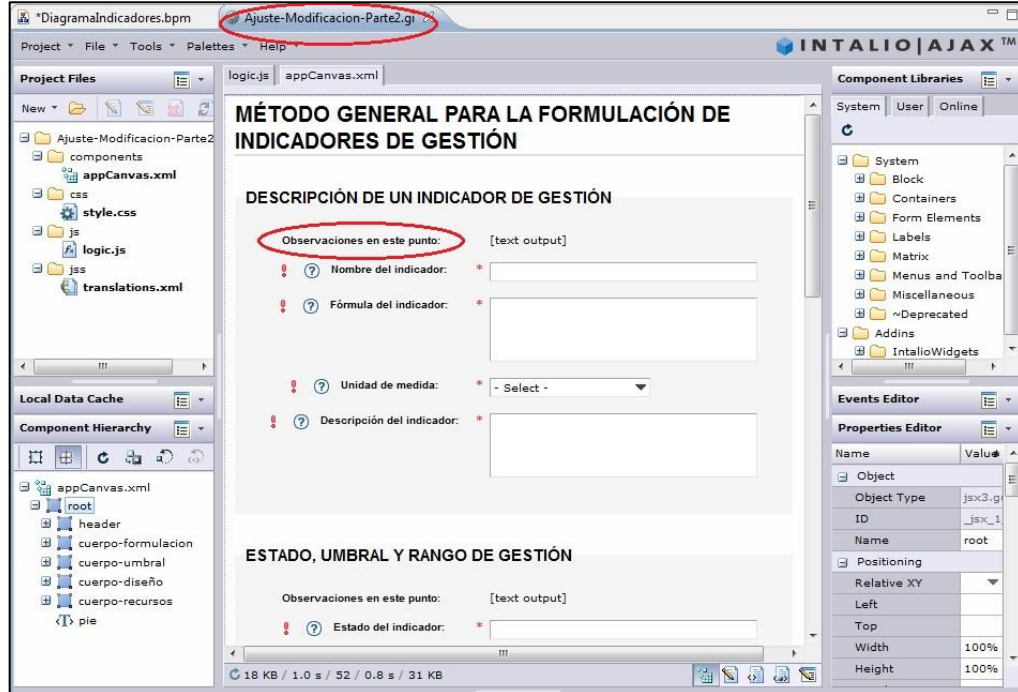 *DiagramaIndicadores.bpm
Ajuste-Modificacion-Parte2.gi
Project File Tools Palettes Help
INTALIO|AJAX™
Project Files
New
Ajuste-Modificacion-Parte2
components
appCanvas.xml
css
style.css
js
logic.js
jss
translations.xml
Local Data Cache
Component Hierarchy
appCanvas.xml
root
header
cuerpo-formulacion
cuerpo-umbral
cuerpo-diseño
cuerpo-recursos
<T> pie
logic.js appCanvas.xml
MÉTODO GENERAL PARA LA FORMULACIÓN DE
INDICADORES DE GESTIÓN
DESCRIPCIÓN DE UN INDICADOR DE GESTIÓN
Observaciones en este punto: [text output]
Nombre del indicador: *
Fórmula del indicador: *
Unidad de medida: * - Select -
Descripción del indicador: *
ESTADO, UMBRAL Y RANGO DE GESTIÓN
Observaciones en este punto: [text output]
Estado del indicador: *
18 KB / 1.0 s / 52 / 0.8 s / 31 KB
Component Libraries
System User Online
System
Block
Containers
Form Elements
Labels
Matrix
Menus and Toolba
Miscellaneous
~Deprecated
Addins
IntalioWidgets
Events Editor
Properties Editor
Name Value
Object
Object Type jsx3.gu
ID _jsx_1
Name root
Positioning
Relative XY
Left
Top
Width 100%
Height 100%